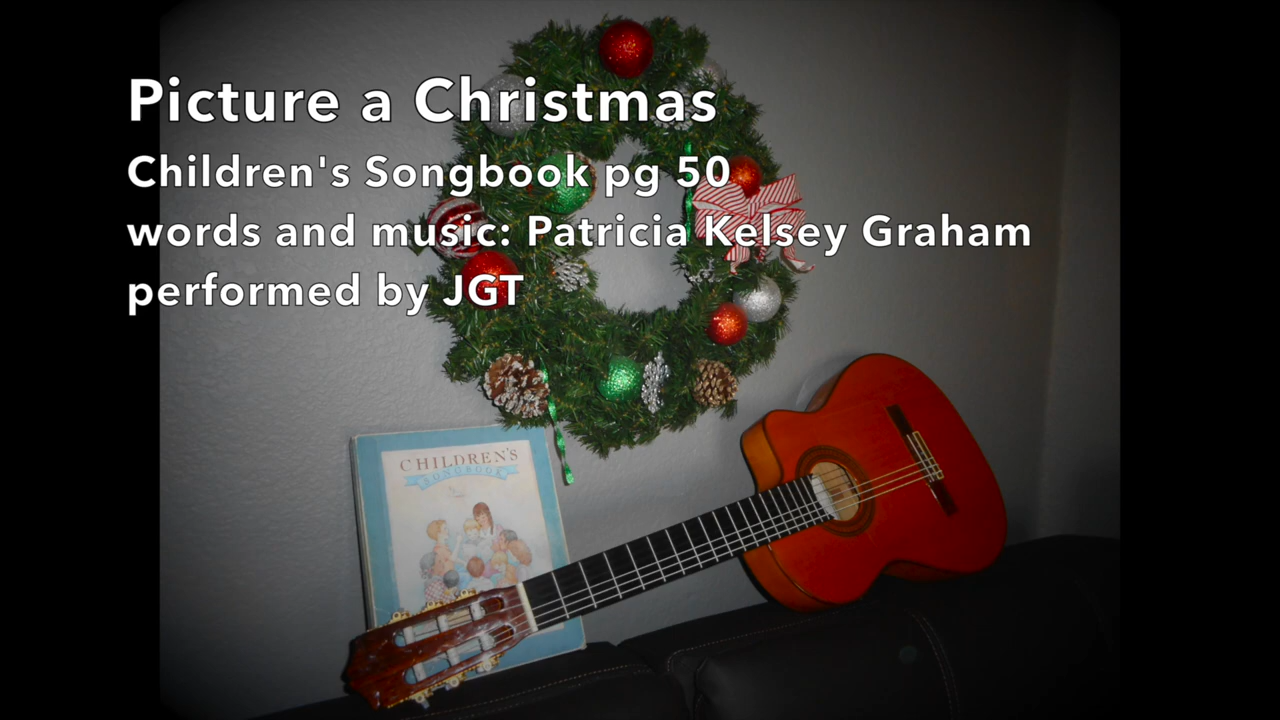 Picture a Christmas
Children's Songbook pg 50
words and music: Patricia Kelsey Graham
performed by JGT
CHILDREN'S
SONGBOOK